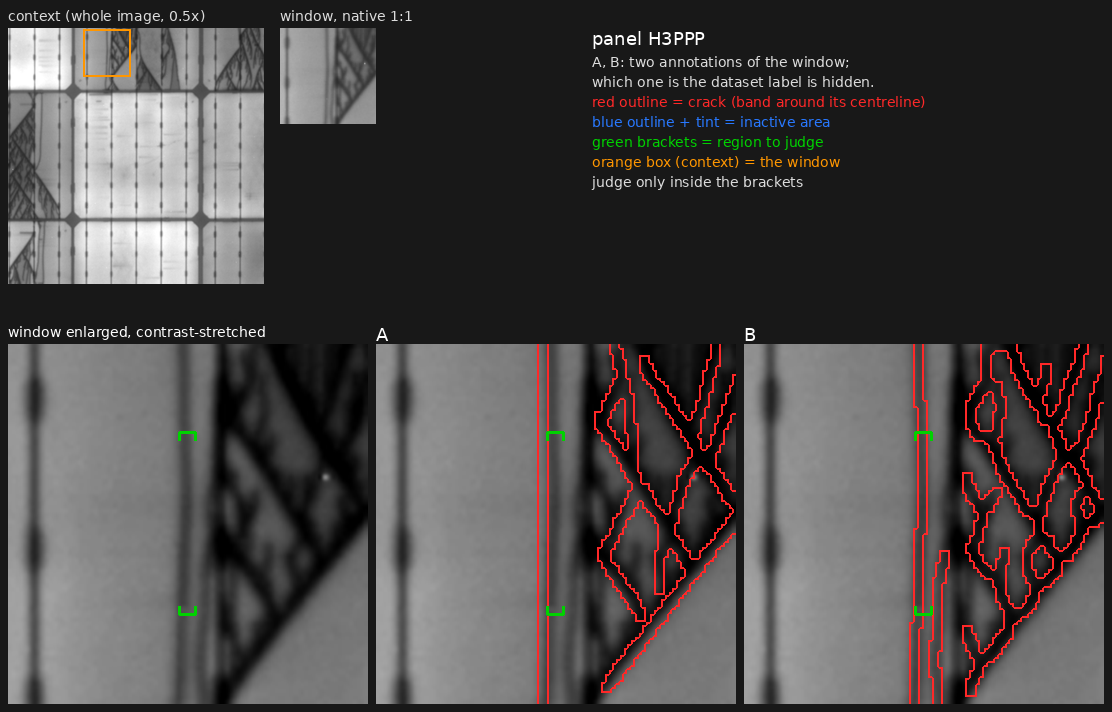 context (whole image, 0.5x)
window, native 1:1
panel H3PPP
A, B: two annotations of the window;
which one is the dataset label is hidden.
red outline = crack (band around its centreline)
blue outline + tint = inactive area
green brackets = region to judge
orange box (context) = the window
judge only inside the brackets
window enlarged, contrast-stretched
A
B